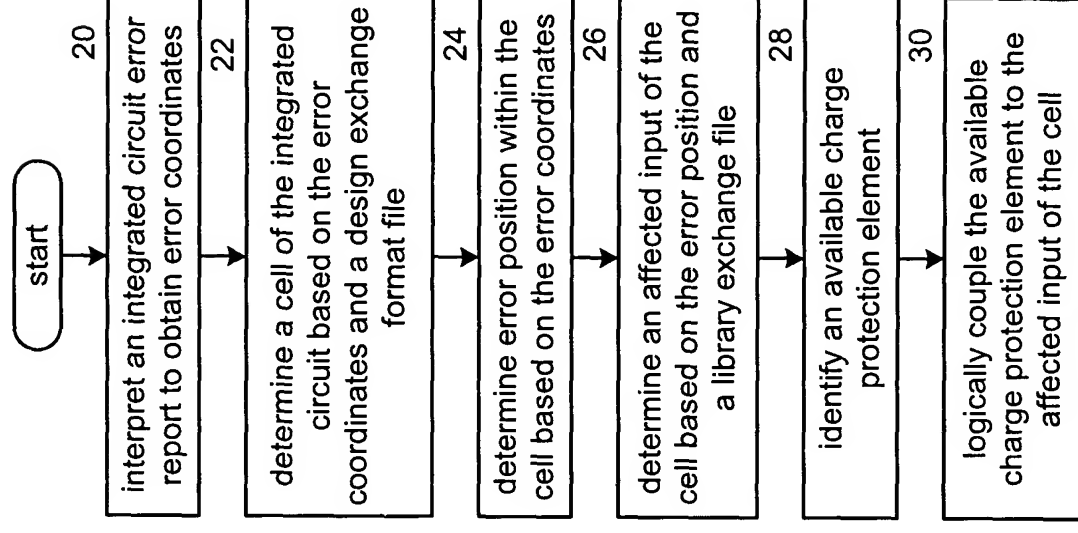 start
20
interpret an integrated circuit error
report to obtain error coordinates
22
determine a cell of the integrated
circuit based on the error
coordinates and a design exchange
format file
24
determine error position within the
cell based on the error coordinates
26
determine an affected input of the
cell based on the error position and
a library exchange file
28
identify an available charge
protection element
30
logically couple the available
charge protection element to the
affected input of the cell